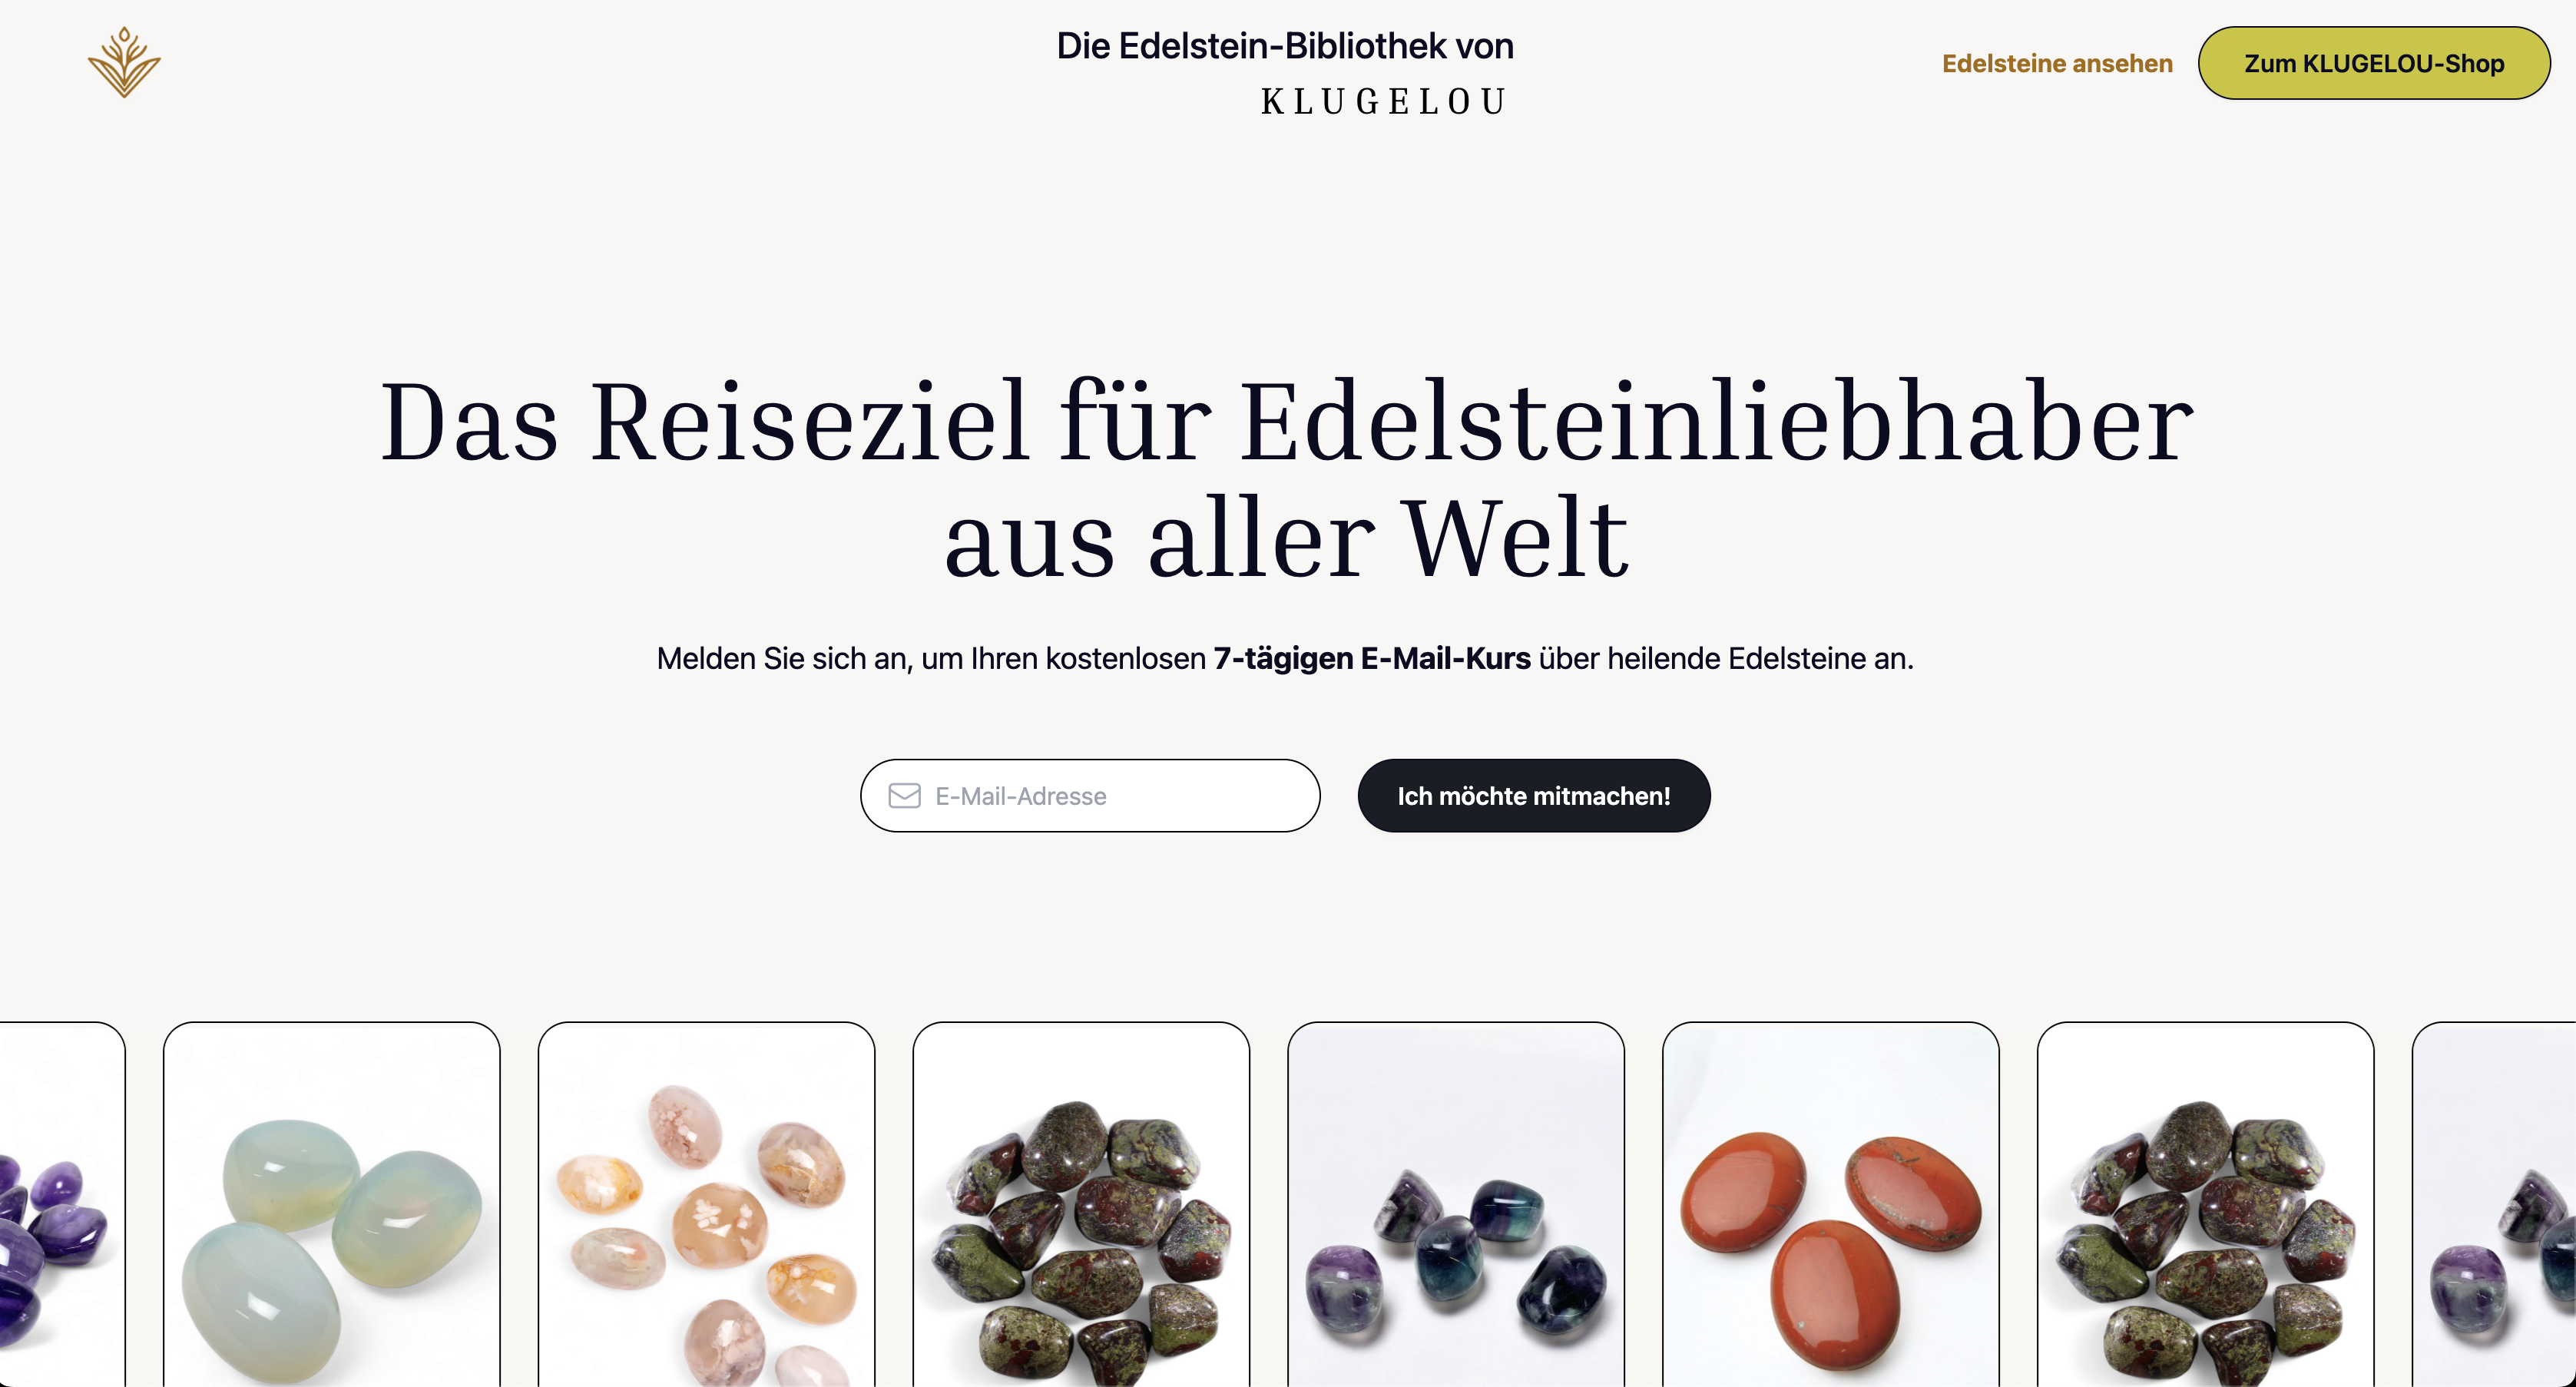 Die Edelstein-Bibliothek von
KLUGELOU
Edelsteine ansehen
Zum KLUGELOU-Shop
Das Reiseziel für Edelsteinliebhaber
aus aller Welt
Melden Sie sich an, um Ihren kostenlosen 7-tägigen E-Mail-Kurs über heilende Edelsteine an.
E-Mail-Adresse
Ich möchte mitmachen!